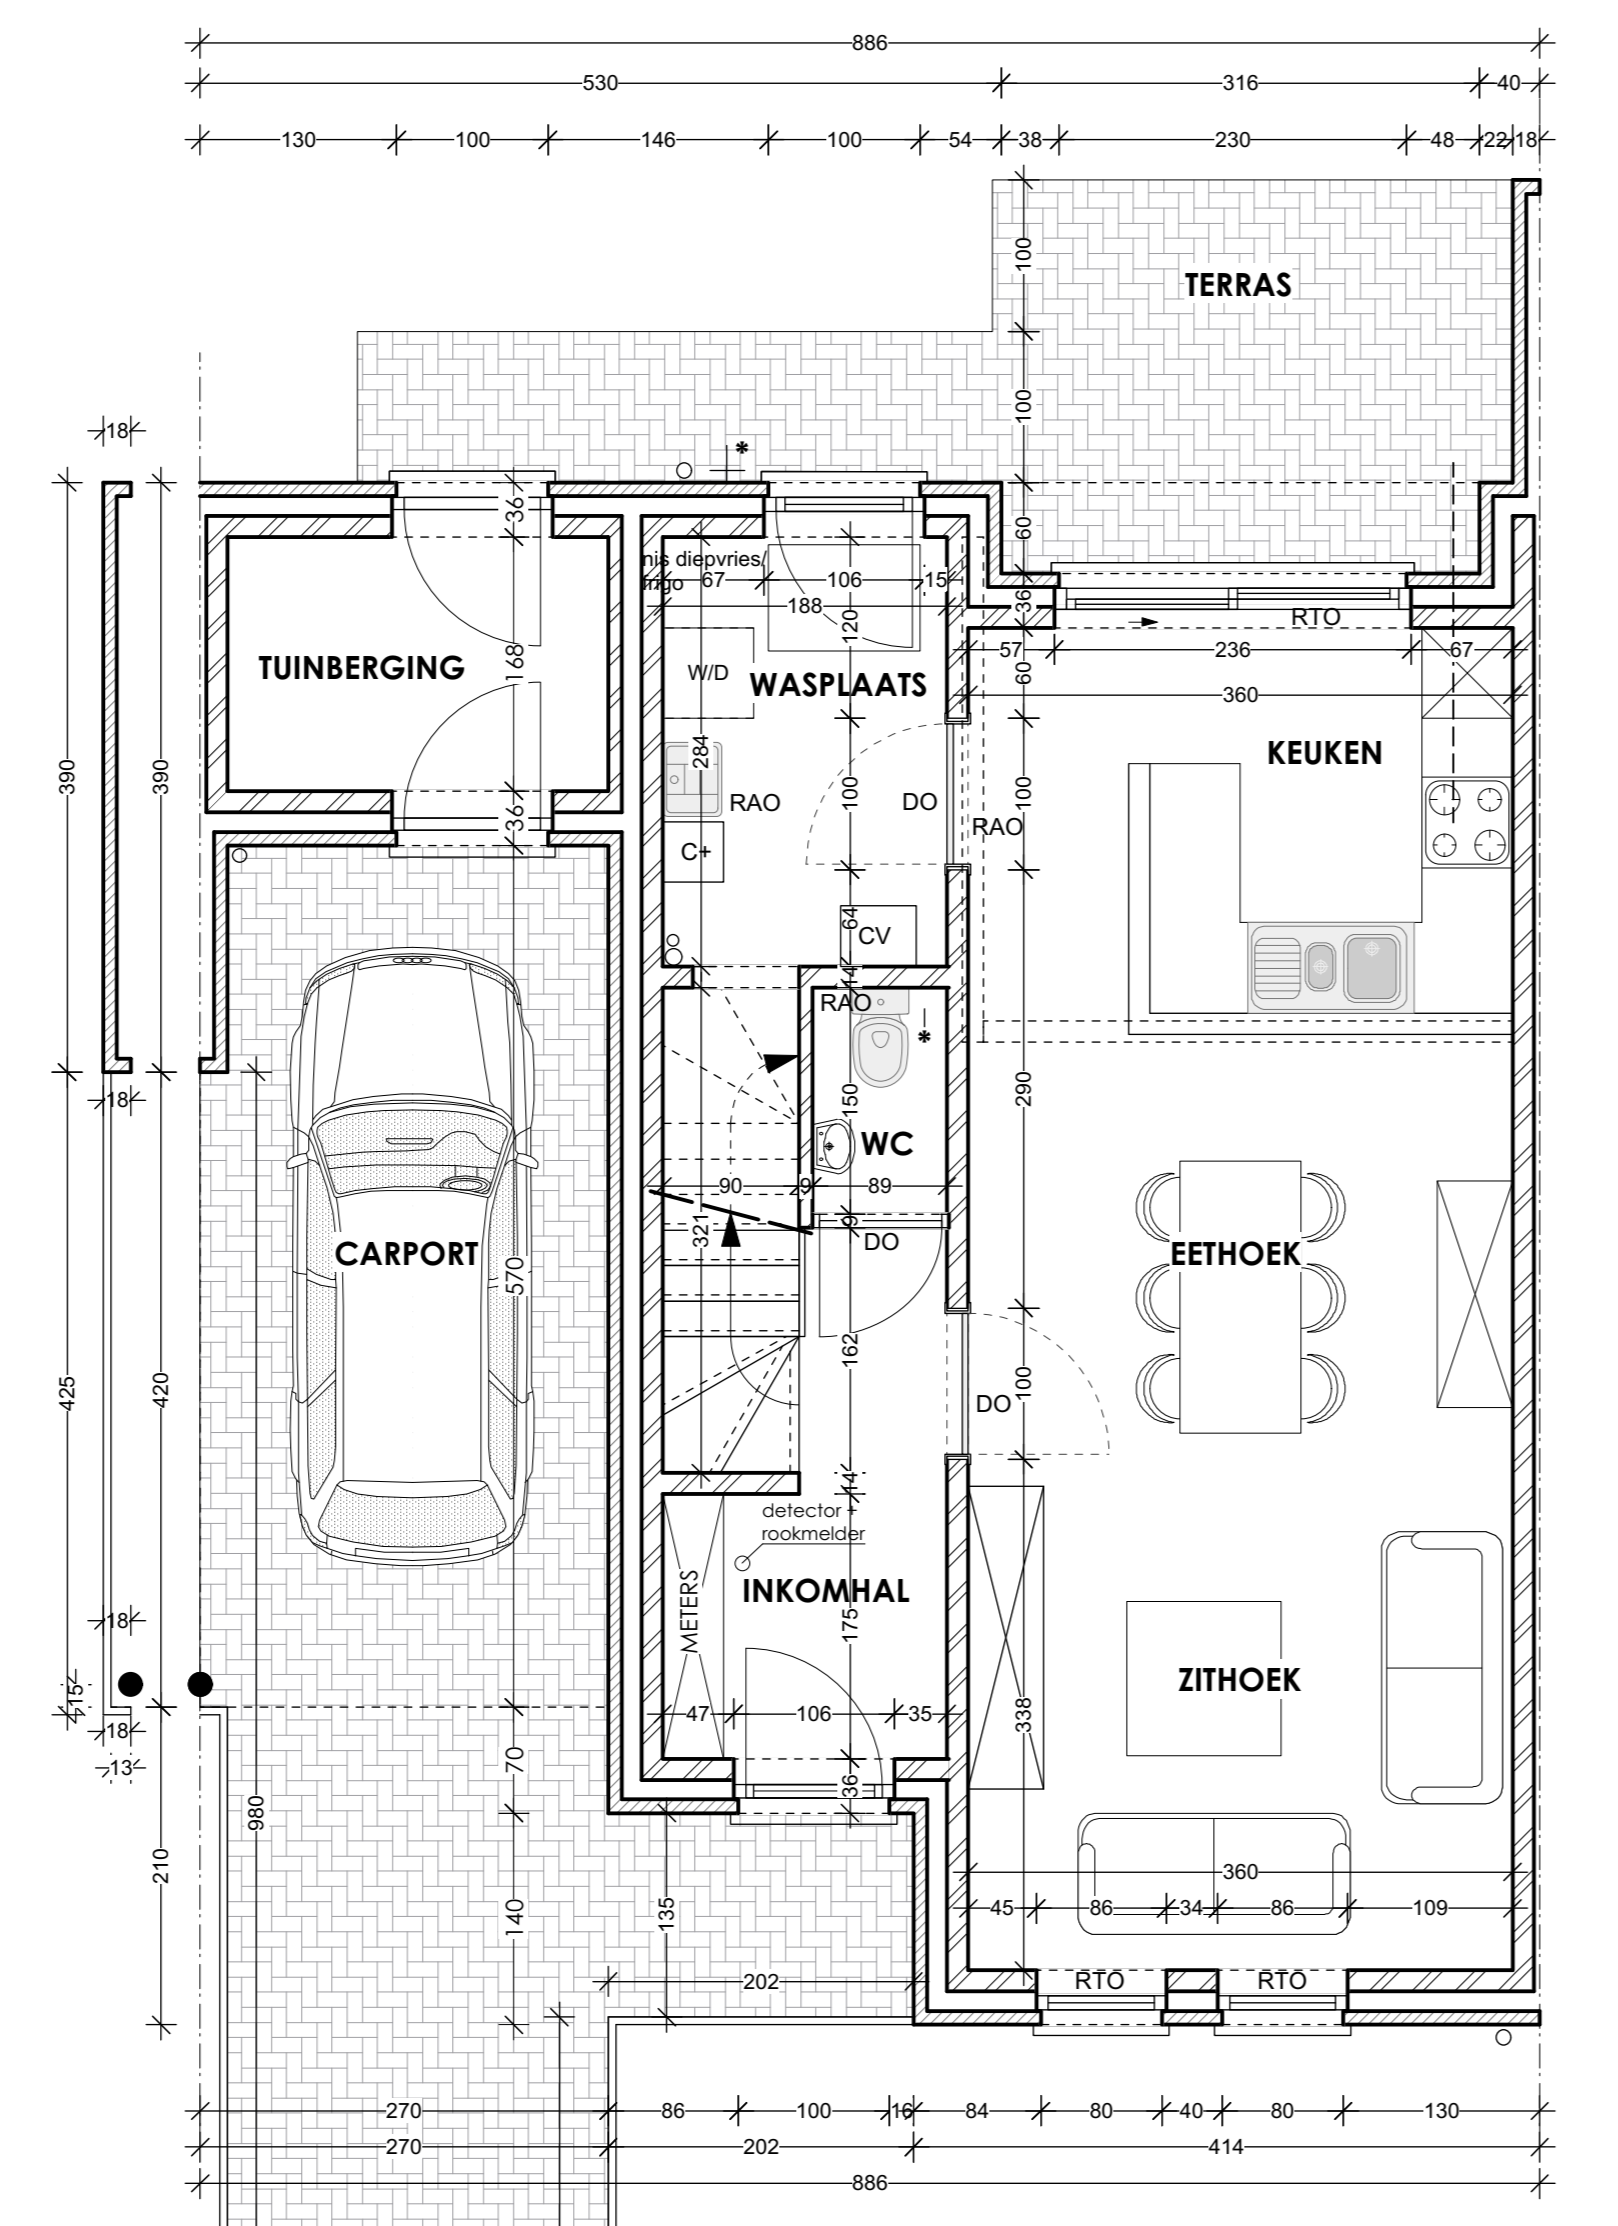 886
530 316 40
130 100 146 100 54 38 230 48 22 18
100
TERRAS
100
18
*
36 60
nis diepvries/
frigo
67 106 15
188
36
RTO
120
57 236 67
60
168
TUINBERGING
W/D
WASPLAATS
360
KEUKEN
284
390 390
RAO 100 DO 100
RAO
36
C+
64
CV
14
RAO
*
18
150 290
WC
90 9 89
321
9
DO
CARPORT
EETHOEK
570
162
425 420
100
DO
14
detector +
rookmelder
METERS
INKOMHAL
18
175
ZITHOEK
15
47 106 35
338
18
13
70 36
980
210
360
45 86 34 86 109
140 135
202
RTO RTO
270 86 100 16 84 80 40 80 130
270 202 414
886